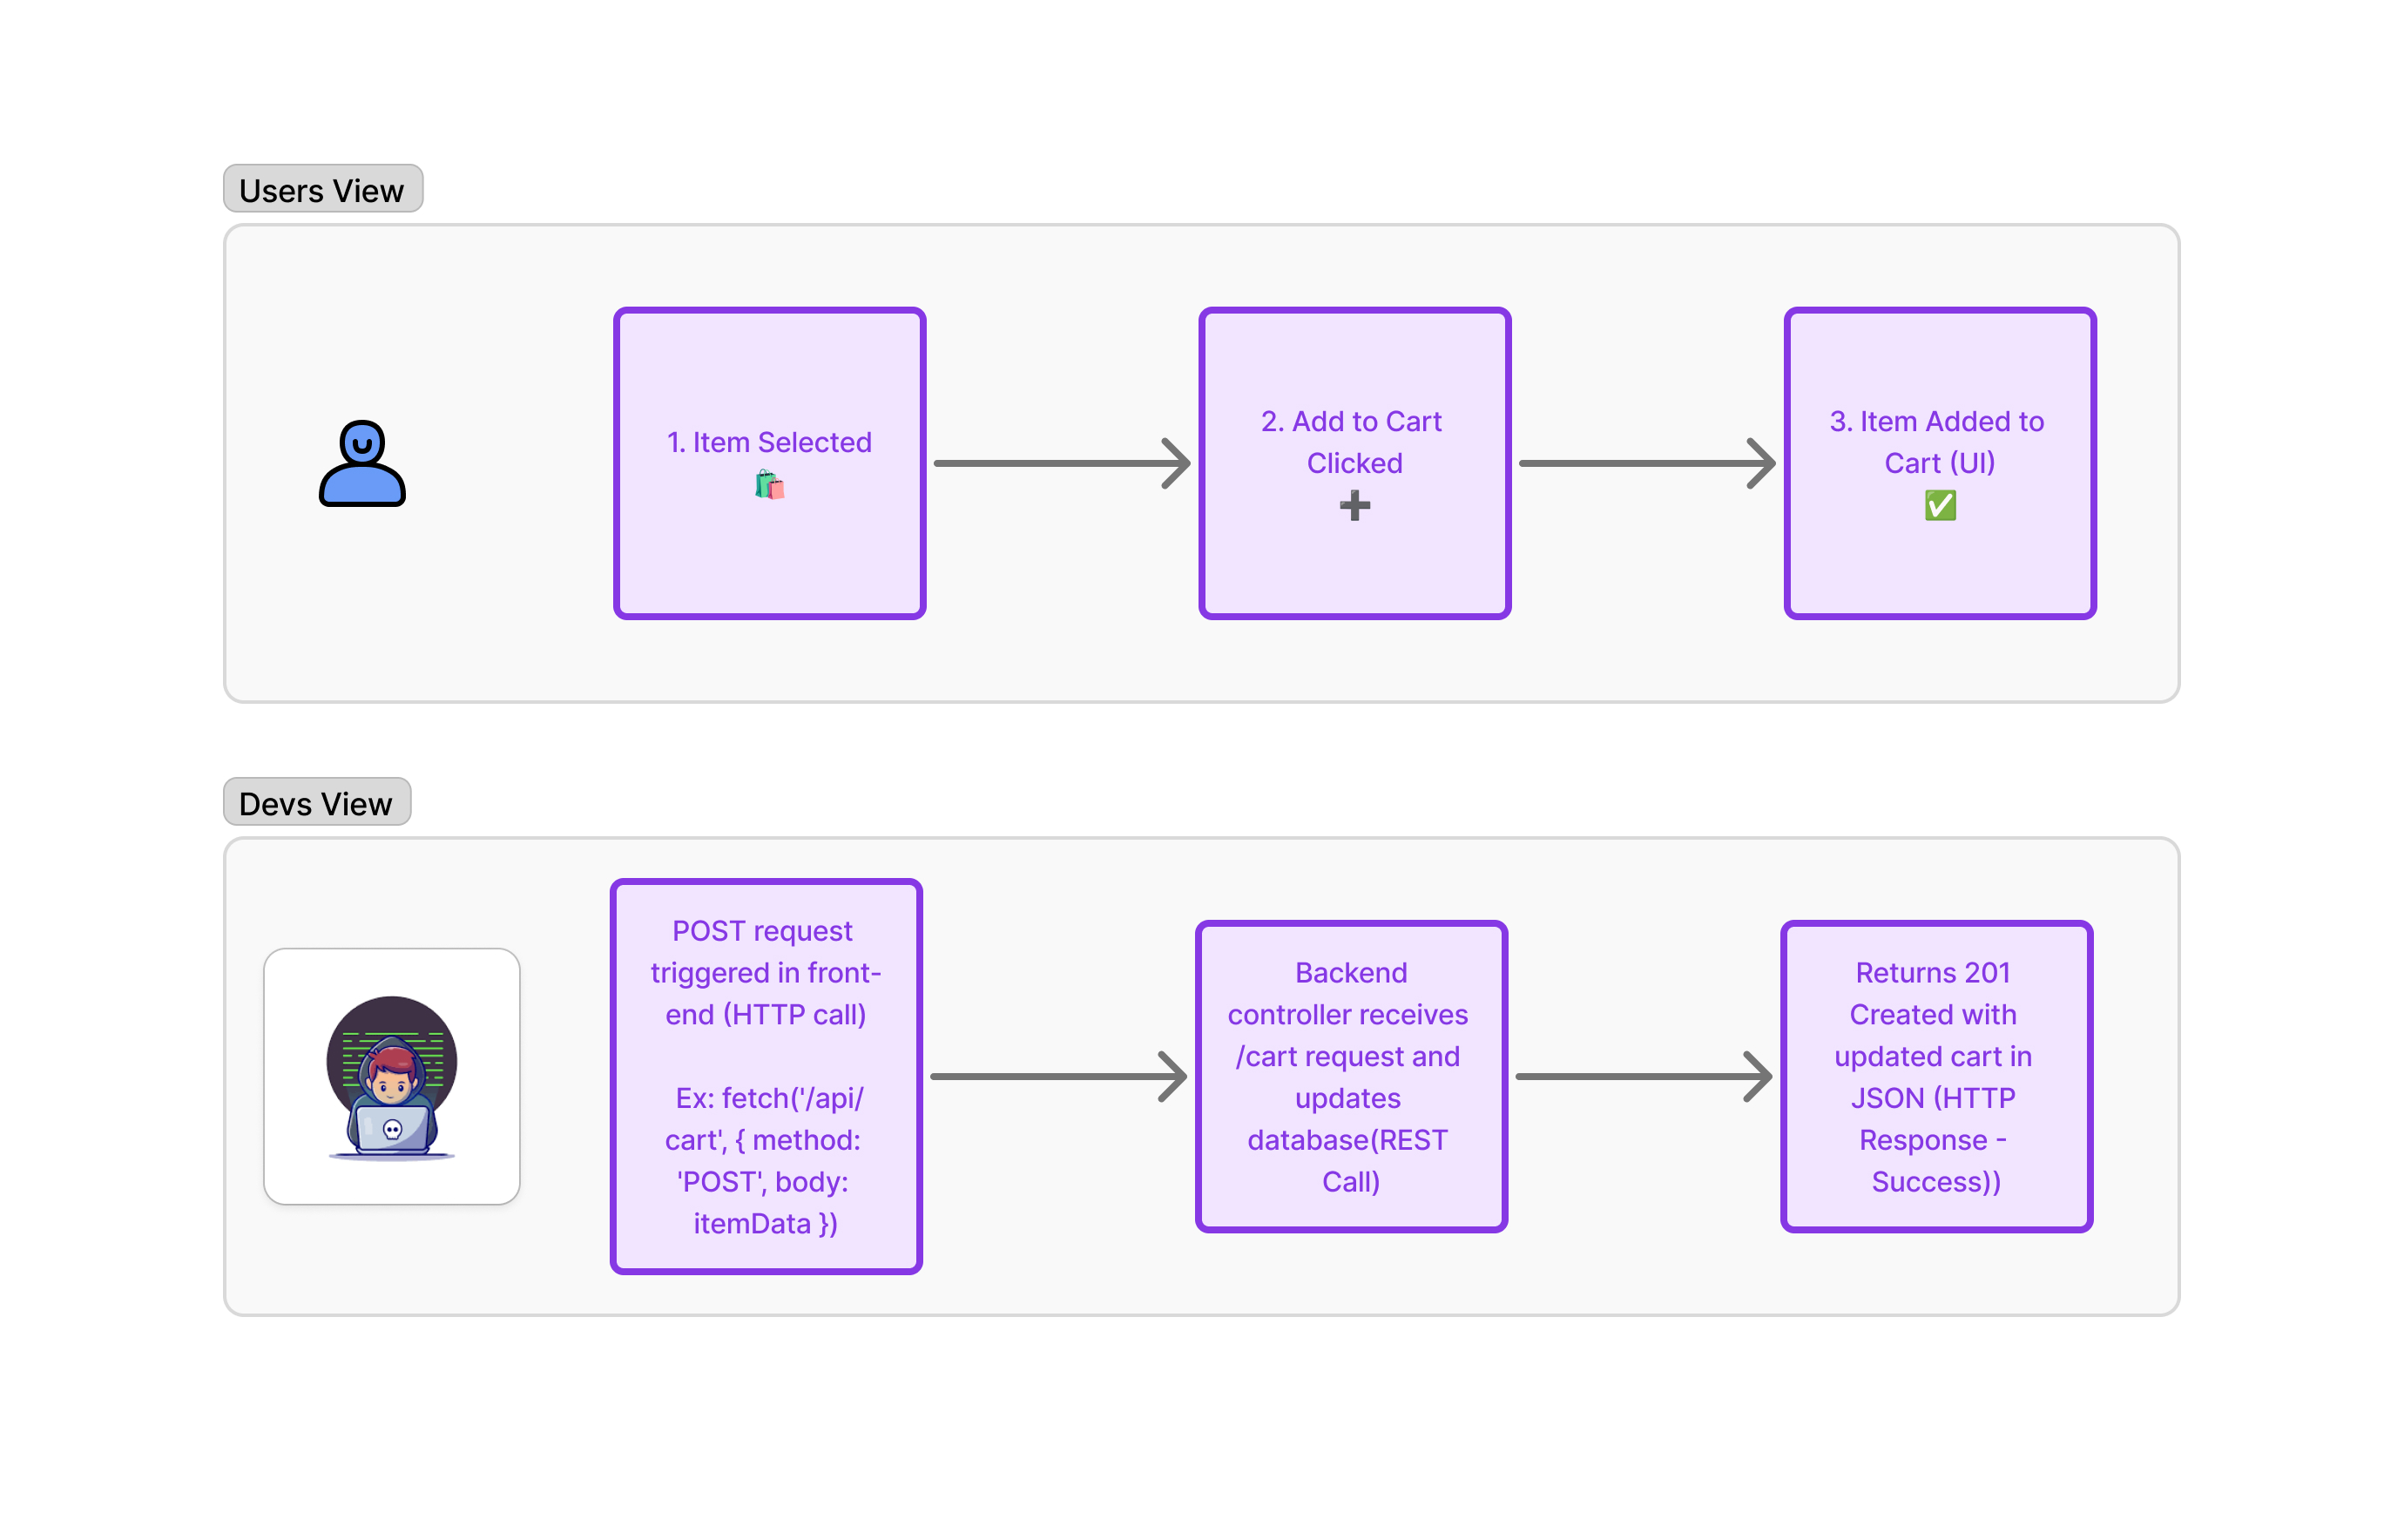 Users View
1. Item Selected
🛍️
2. Add to Cart
Clicked
➕
3. Item Added to
Cart (UI)
✅
Devs View
POST request
triggered in front-
end (HTTP call)
Ex: fetch('/api/
cart', { method:
'POST', body:
itemData })
Backend
controller receives
/cart request and
updates
database(REST
Call)
Returns 201
Created with
updated cart in
JSON (HTTP
Response -
Success))